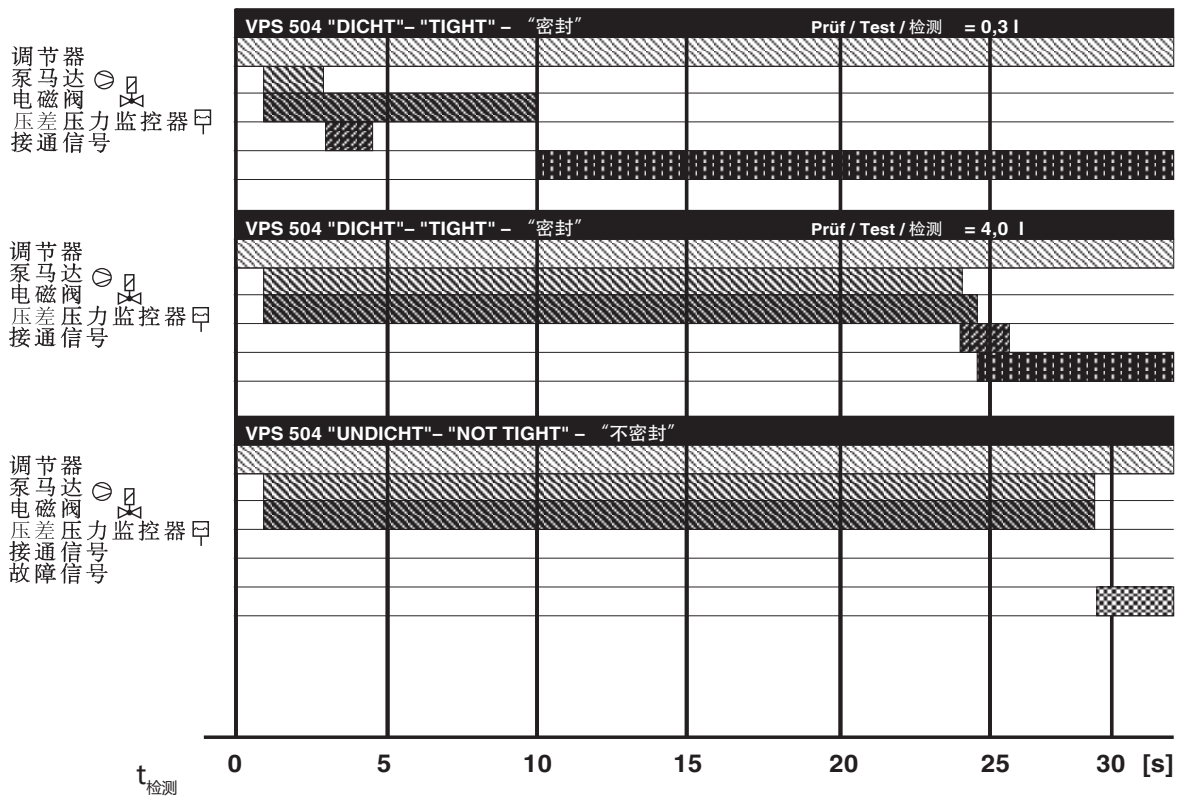 VPS 504 "DICHT"– "TIGHT" – “密封” Prüf / Test / 检测 = 0,3 l
调节器
泵马达
电磁阀
压差压力监控器
接通信号
VPS 504 "DICHT"– "TIGHT" – “密封” Prüf / Test / 检测 = 4,0 l
调节器
泵马达
电磁阀
压差压力监控器
接通信号
VPS 504 "UNDICHT"– "NOT TIGHT" – “不密封”
调节器
泵马达
电磁阀
压差压力监控器
接通信号
故障信号
0 5 10 15 20 25 30 [s]
t检测